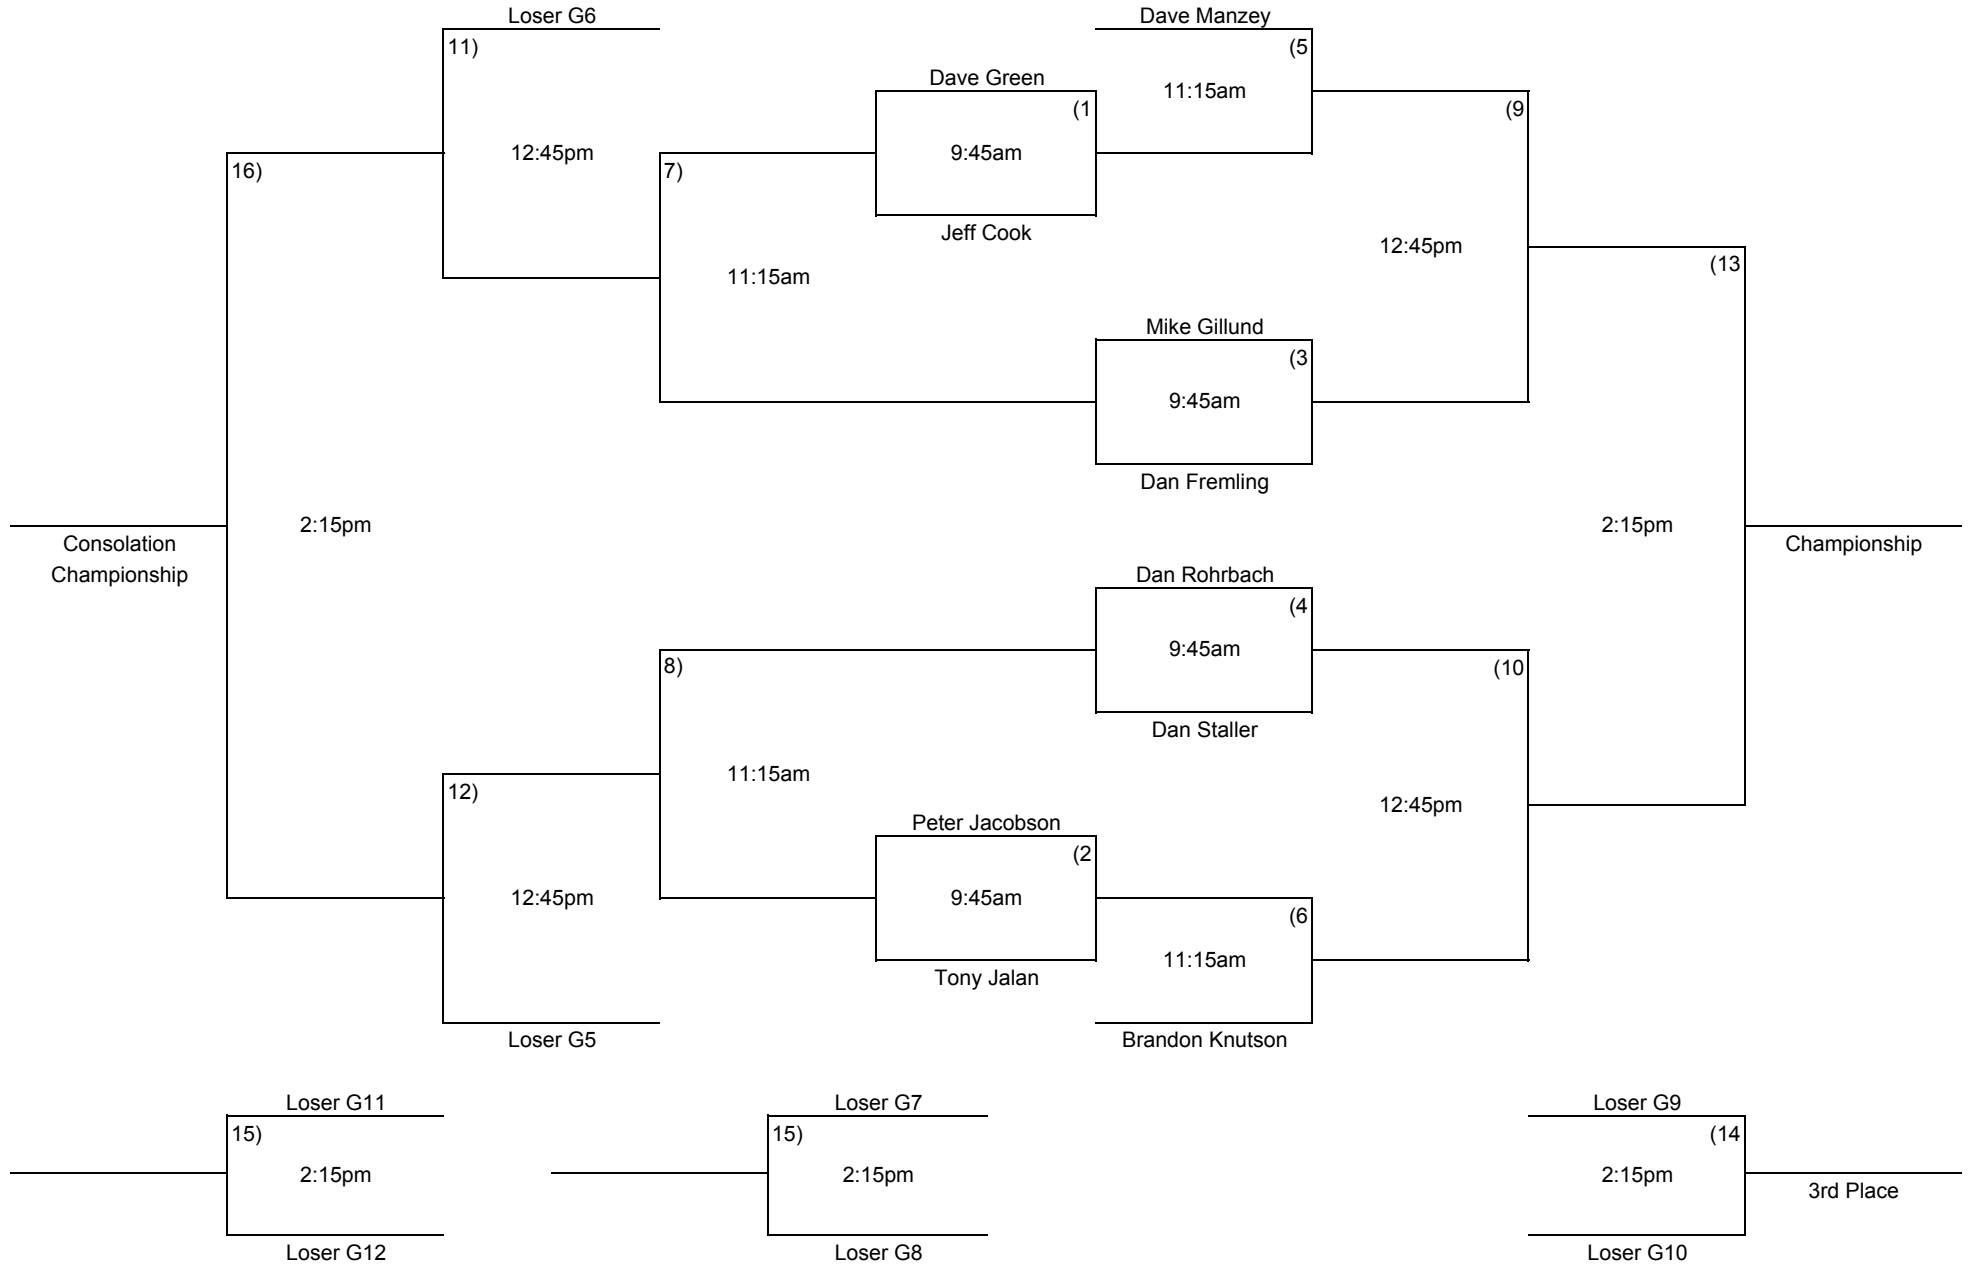 Loser G6
Dave Manzey
11)
(5
Dave Green
11:15am
(1
(9
12:45pm
9:45am
16)
7)
Jeff Cook
12:45pm
(13
11:15am
Mike Gillund
(3
9:45am
Dan Fremling
2:15pm
2:15pm
Consolation
Championship
Championship
Dan Rohrbach
(4
9:45am
8)
(10
Dan Staller
11:15am
12)
12:45pm
Peter Jacobson
(2
12:45pm
9:45am
(6
11:15am
Tony Jalan
Loser G5
Brandon Knutson
Loser G11
Loser G7
Loser G9
15)
15)
(14
2:15pm
2:15pm
2:15pm
3rd Place
Loser G12
Loser G8
Loser G10